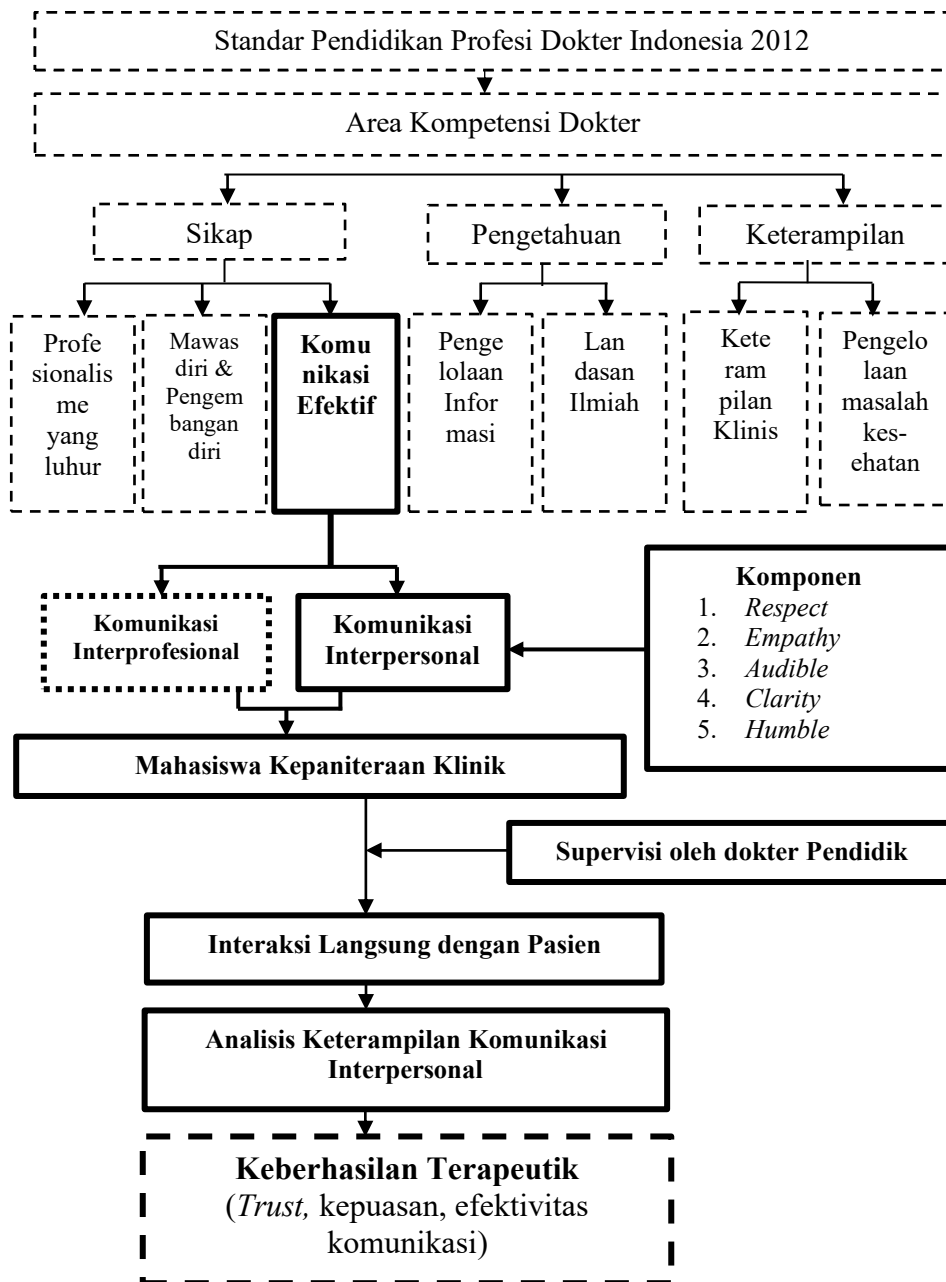 Standar Pendidikan Profesi Dokter Indonesia 2012
Area Kompetensi Dokter
Sikap
Pengetahuan
Keterampilan
Profe
sionalis
me
yang
luhur
Mawas
diri &
Pengem
bangan
diri
Komu
nikasi
Efektif
Penge
lolaan
Infor
masi
Lan
dasan
Ilmiah
Kete
ram
pilan
Klinis
Pengelo
laan
masalah
kes-
ehatan
Komunikasi
Interprofesional
Komunikasi
Interpersonal
Komponen
1. Respect
2. Empathy
3. Audible
4. Clarity
5. Humble
Mahasiswa Kepaniteraan Klinik
Supervisi oleh dokter Pendidik
Interaksi Langsung dengan Pasien
Analisis Keterampilan Komunikasi
Interpersonal
Keberhasilan Terapeutik
(Trust, kepuasan, efektivitas
komunikasi)